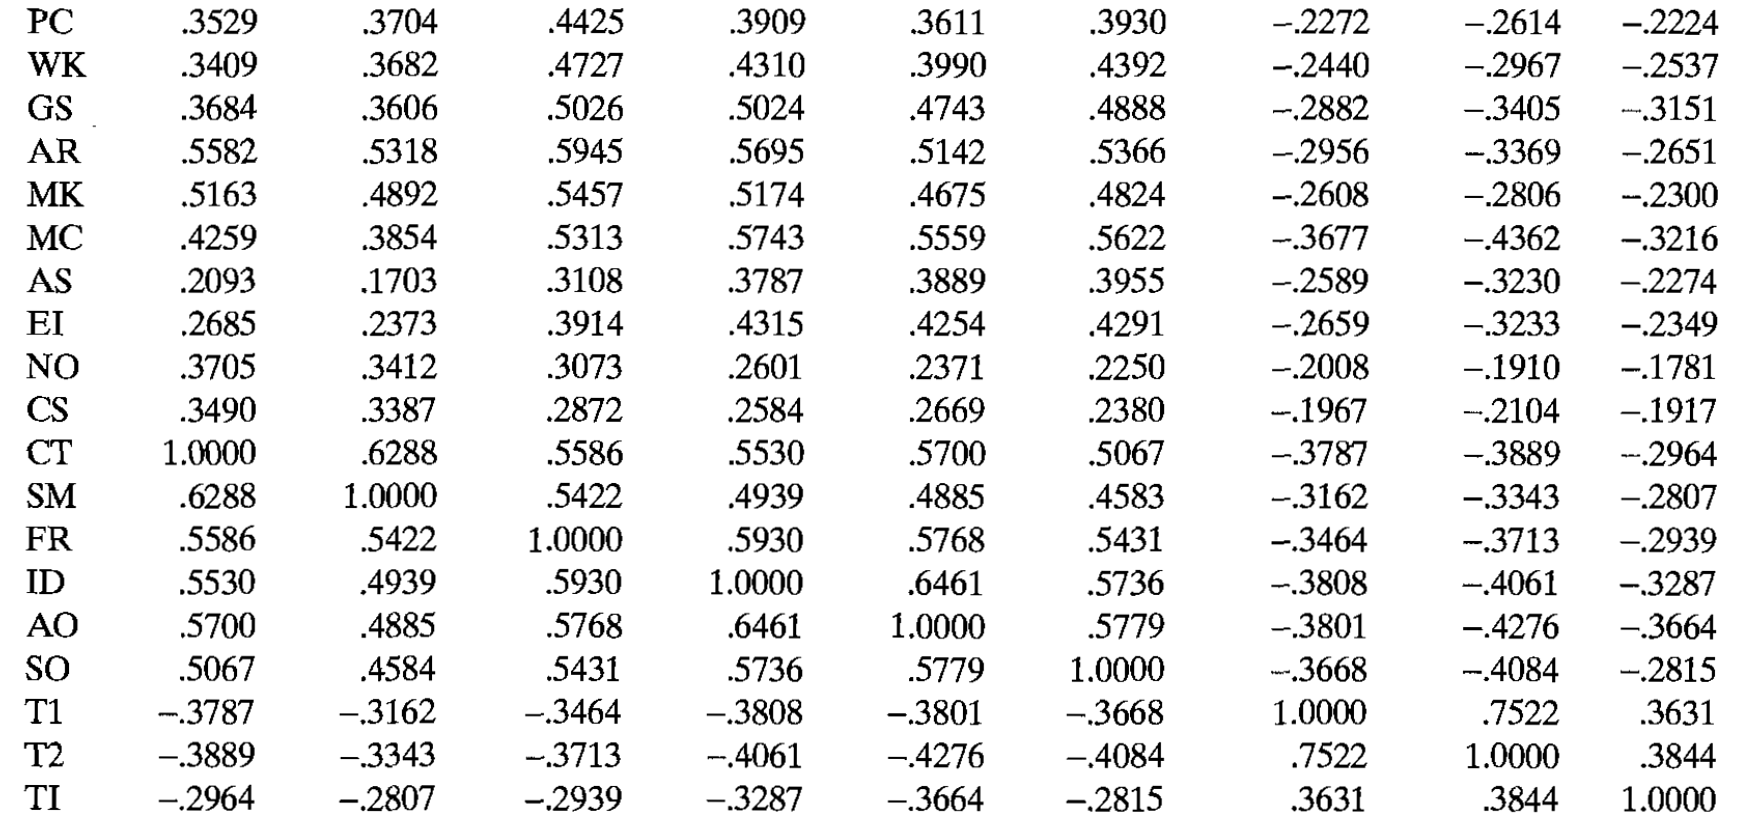 PC .3529 .3704 .4425 .3909 .3611 .3930 –.2272 –.2614 –.2224
WK .3409 .3682 .4727 .4310 .3990 .4392 –.2440 –.2967 –.2537
GS .3684 .3606 .5026 .5024 .4743 .4888 –.2882 –.3405 –.3151
AR .5582 .5318 .5945 .5695 .5142 .5366 –.2956 –.3369 –.2651
MK .5163 .4892 .5457 .5174 .4675 .4824 –.2608 –.2806 –.2300
MC .4259 .3854 .5313 .5743 .5559 .5622 –.3677 –.4362 –.3216
AS .2093 .1703 .3108 .3787 .3889 .3955 –.2589 –.3230 –.2274
EI .2685 .2373 .3914 .4315 .4254 .4291 –.2659 –.3233 –.2349
NO .3705 .3412 .3073 .2601 .2371 .2250 –.2008 –.1910 –.1781
CS .3490 .3387 .2872 .2584 .2669 .2380 –.1967 –.2104 –.1917
CT 1.0000 .6288 .5586 .5530 .5700 .5067 –.3787 –.3889 –.2964
SM .6288 1.0000 .5422 .4939 .4885 .4583 –.3162 –.3343 –.2807
FR .5586 .5422 1.0000 .5930 .5768 .5431 –.3464 –.3713 –.2939
ID .5530 .4939 .5930 1.0000 .6461 .5736 –.3808 –.4061 –.3287
AO .5700 .4885 .5768 .6461 1.0000 .5779 –.3801 –.4276 –.3664
SO .5067 .4584 .5431 .5736 .5779 1.0000 –.3668 –.4084 –.2815
T1 –.3787 –.3162 –.3464 –.3808 –.3801 –.3668 1.0000 .7522 .3631
T2 –.3889 –.3343 –.3713 –.4061 –.4276 –.4084 .7522 1.0000 .3844
TI –.2964 –.2807 –.2939 –.3287 –.3664 –.2815 .3631 .3844 1.0000